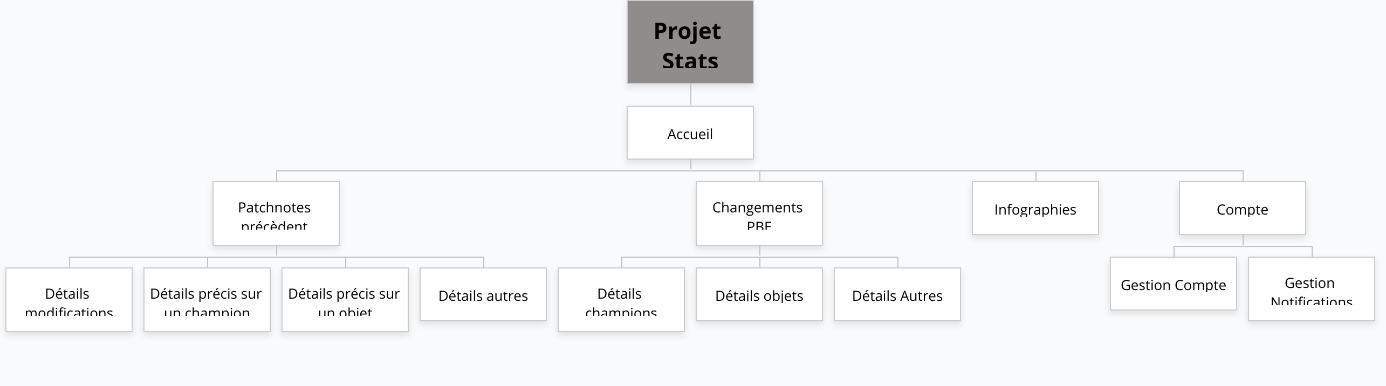 Projet
Stats
Accueil
Patchnotes
précèdent
Changements
PBE
Infographies
Compte
Détails
modifications
Détails précis sur
un champion
Détails précis sur
un objet
Détails autres
Détails
champions
Détails objets
Détails Autres
Gestion Compte
Gestion
Notifications